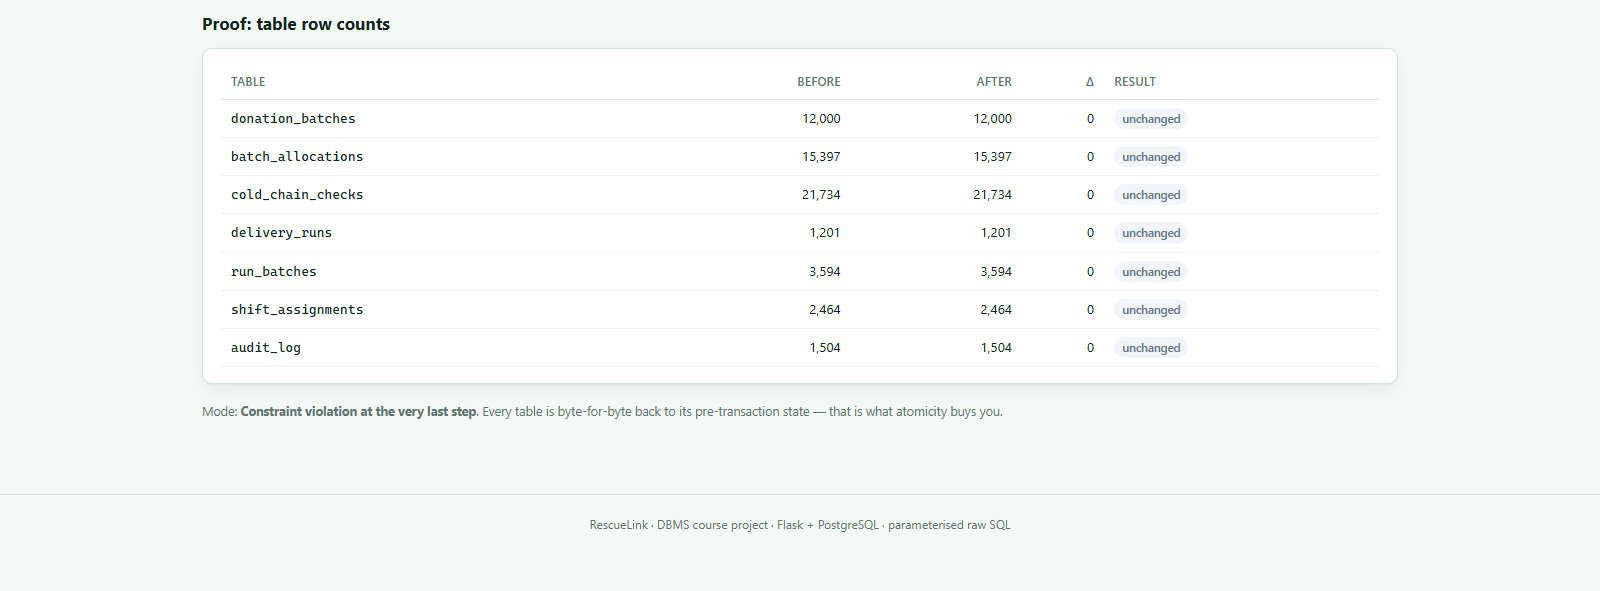 Proof: table row counts
TABLE BEFORE AFTER Δ RESULT
donation_batches 12,000 12,000 0 unchanged
batch_allocations 15,397 15,397 0 unchanged
cold_chain_checks 21,734 21,734 0 unchanged
delivery_runs 1,201 1,201 0 unchanged
run_batches 3,594 3,594 0 unchanged
shift_assignments 2,464 2,464 0 unchanged
audit_log 1,504 1,504 0 unchanged
Mode: Constraint violation at the very last step. Every table is byte-for-byte back to its pre-transaction state — that is what atomicity buys you.
RescueLink · DBMS course project · Flask + PostgreSQL · parameterised raw SQL